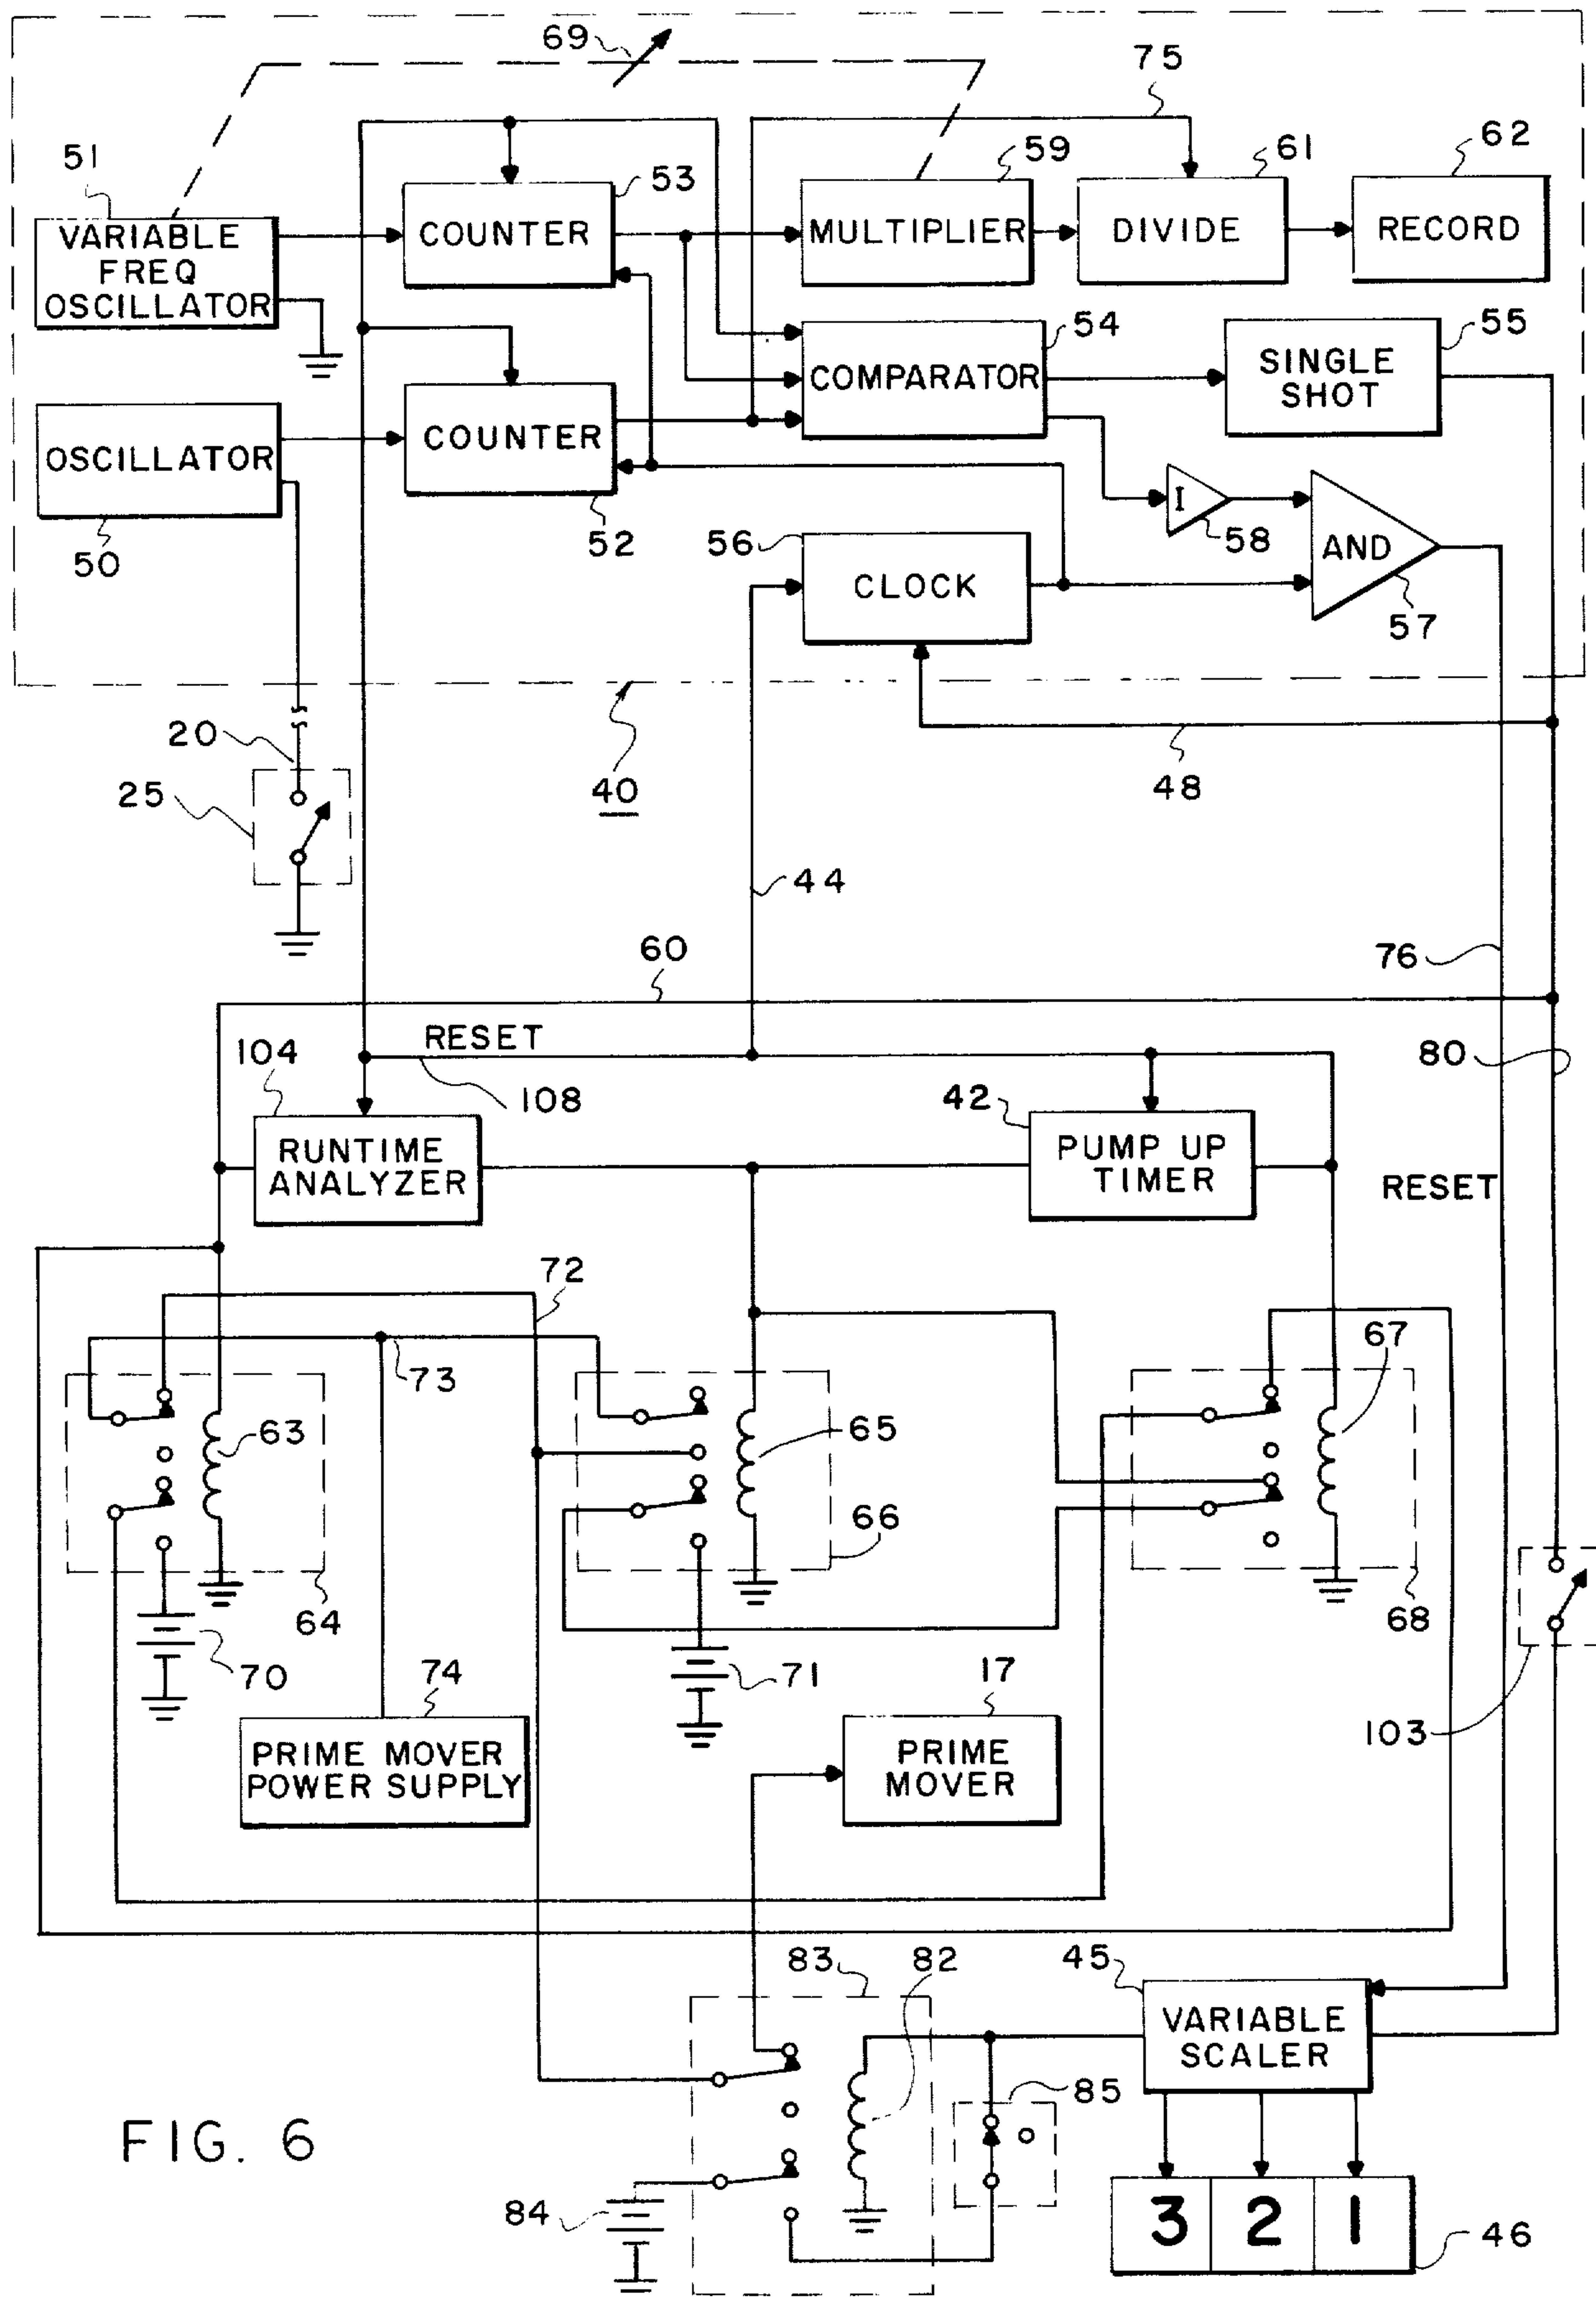 69
75
51
53
59
61
62
VARIABLE
FREQ
OSCILLATOR
COUNTER
MULTIPLIER
DIVIDE
RECORD
54
55
COMPARATOR
SINGLE
SHOT
OSCILLATOR
COUNTER
50
52
56
CLOCK
I
58
AND
57
20
25
40
48
44
60
76
RESET
104
108
42
80
RUNTIME
ANALYZER
PUMP UP
TIMER
RESET
72
73
67
63
65
66
64
68
70
71
74
17
103
PRIME MOVER
POWER SUPPLY
PRIME
MOVER
83
82
45
VARIABLE
SCALER
85
FIG. 6
84
3 2 1
46